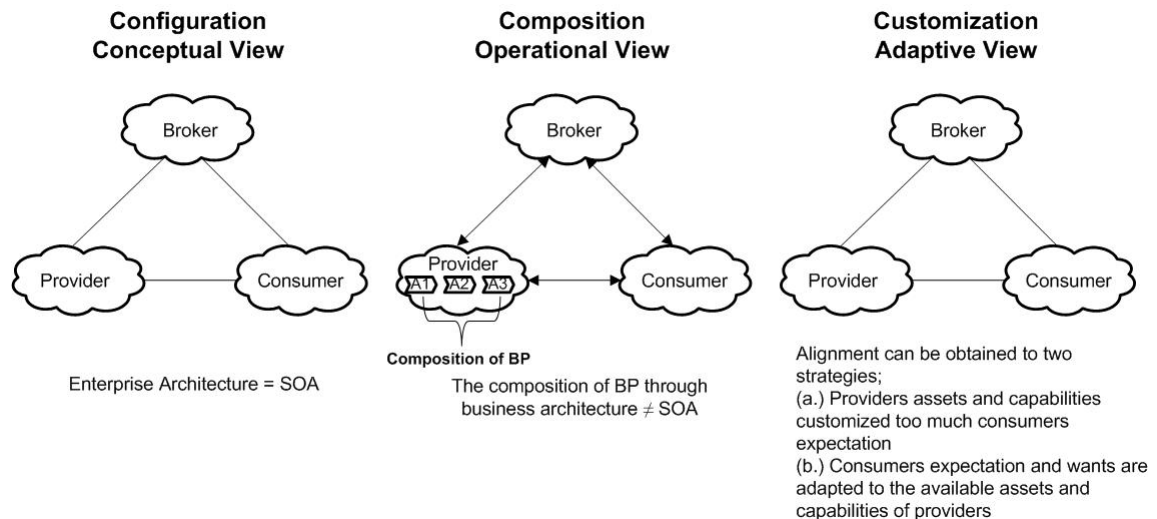 Configuration
Conceptual View
Broker
Provider
Consumer
Enterprise Architecture = SOA
Composition
Operational View
Broker
Provider
A1 A2 A3
Consumer
Composition of BP
The composition of BP through
business architecture ≠ SOA
Customization
Adaptive View
Broker
Provider
Consumer
Alignment can be obtained to two
strategies;
(a.) Providers assets and capabilities
customized too much consumers
expectation
(b.) Consumers expectation and wants are
adapted to the available assets and
capabilities of providers